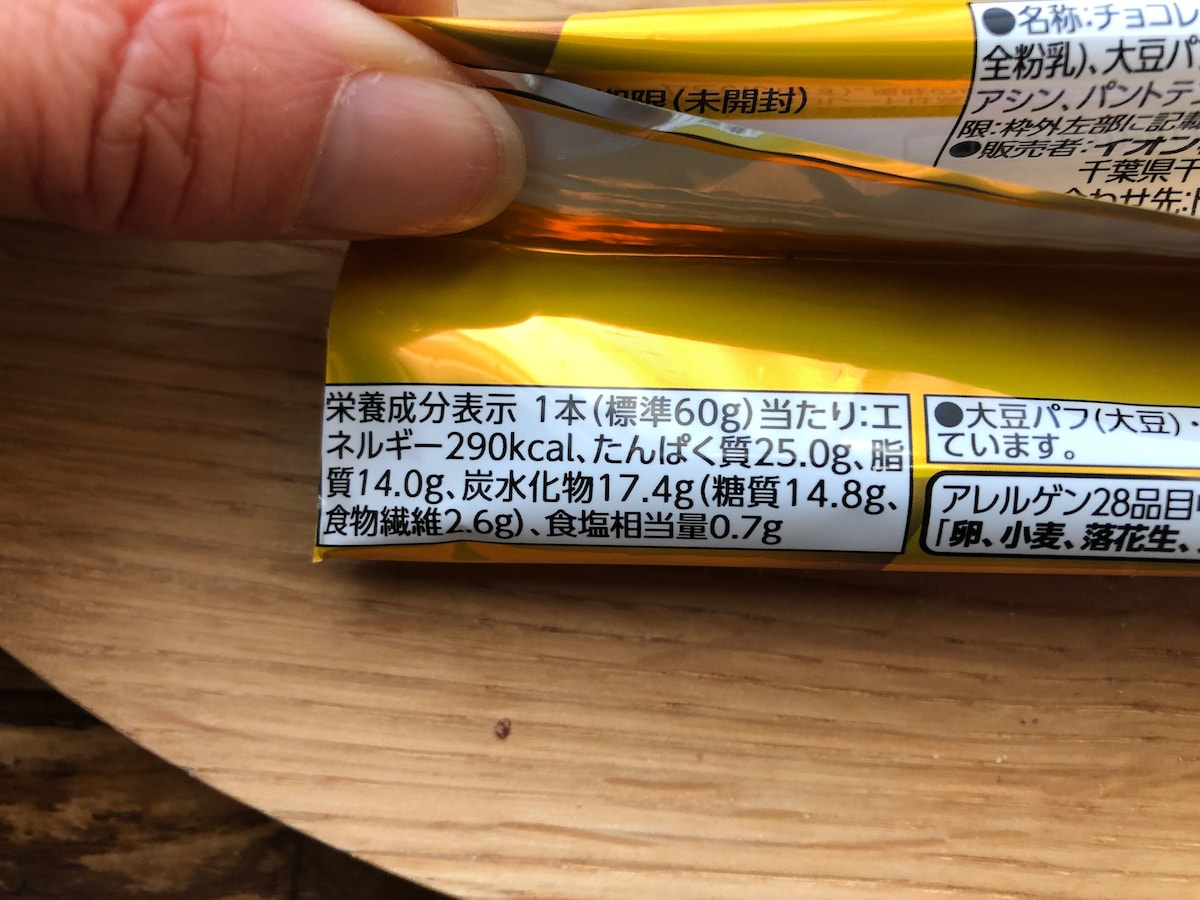 ●名称:チョコレ
全粉乳)、大豆パ
アシン、パントテ
限:枠外左部に記載
●販売者:イオン
千葉県千
合わせ先:
期限(未開封)
栄養成分表示 1本(標準60g)当たり:エ
ネルギー290kcal、たんぱく質25.0g、脂
質14.0g、炭水化物17.4g(糖質14.8g、
食物繊維2.6g)、食塩相当量0.7g
●大豆パフ(大豆)・
ています。
アレルゲン28品目
「卵、小麦、落花生、